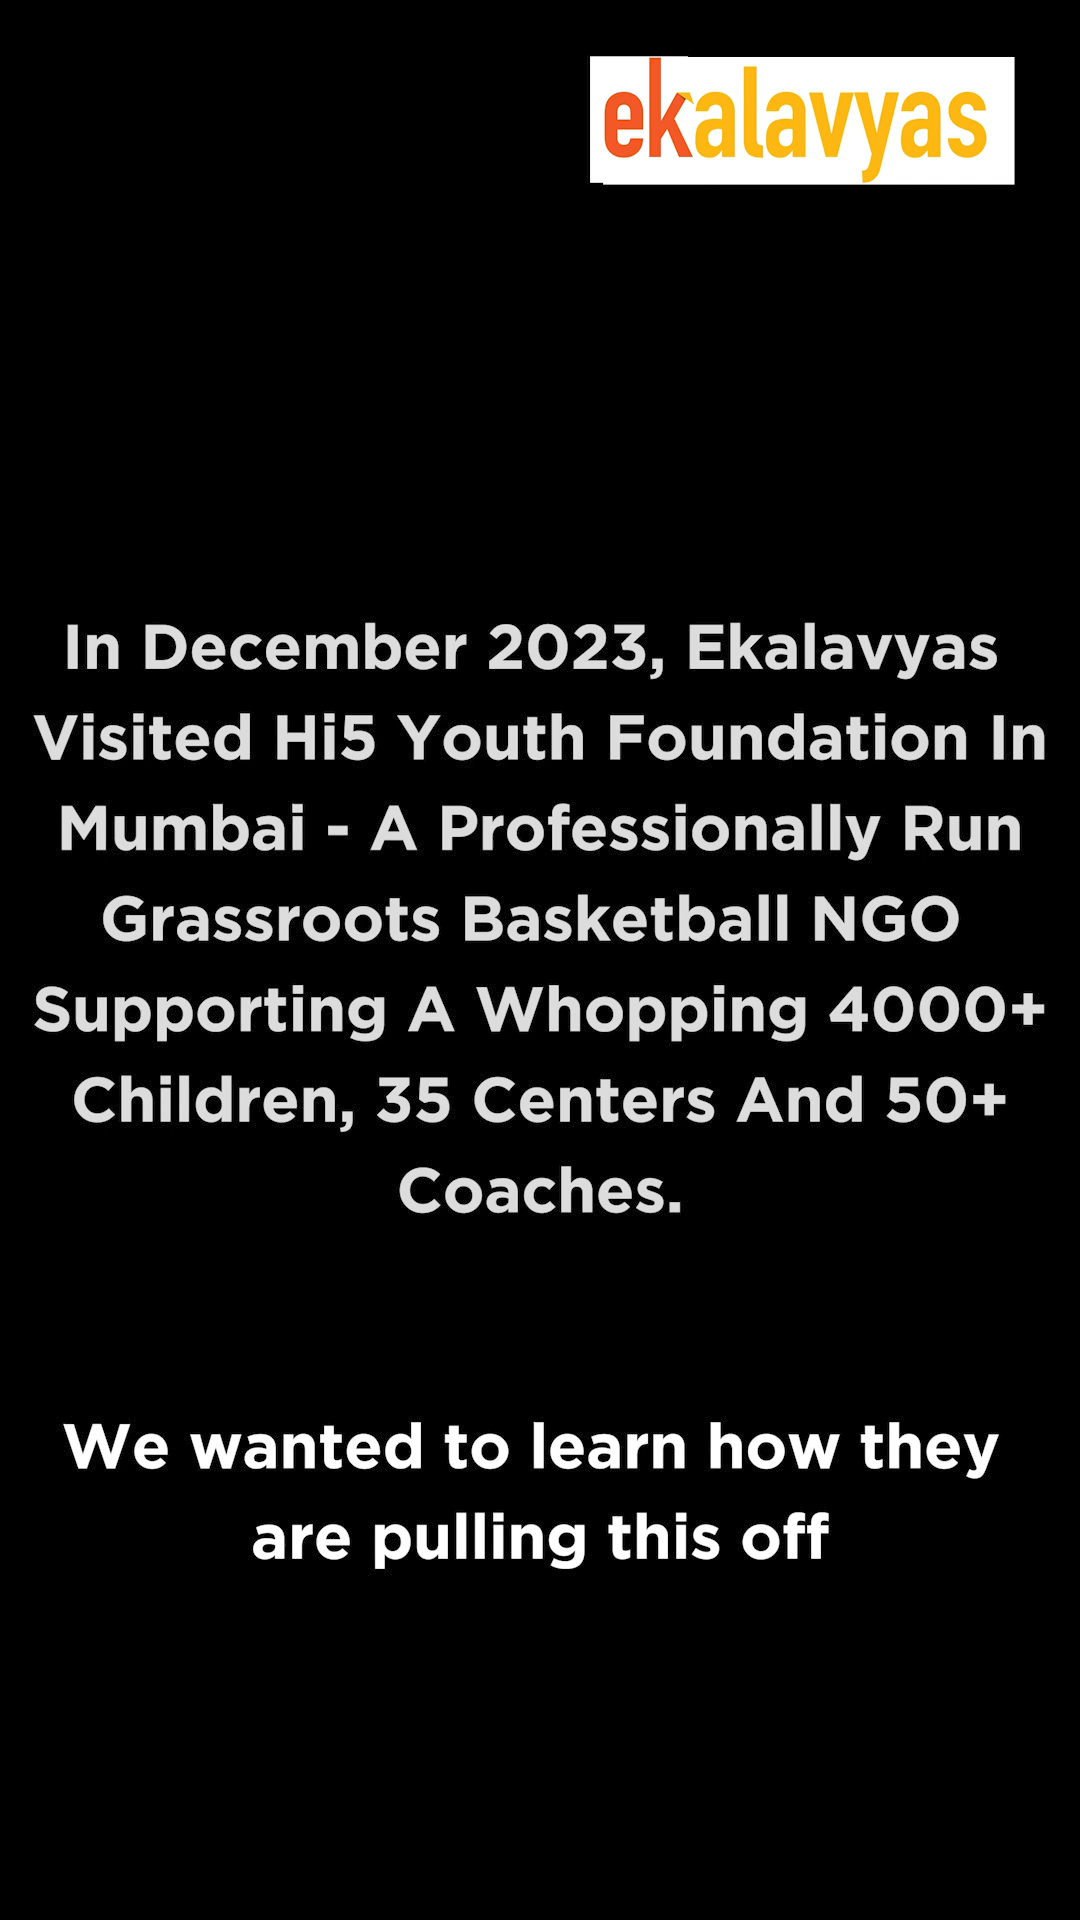 ekalavyas
In December 2023, Ekalavyas
Visited Hi5 Youth Foundation In
Mumbai - A Professionally Run
Grassroots Basketball NGO
Supporting A Whopping 4000+
Children, 35 Centers And 50+
Coaches.
We wanted to learn how they
are pulling this off